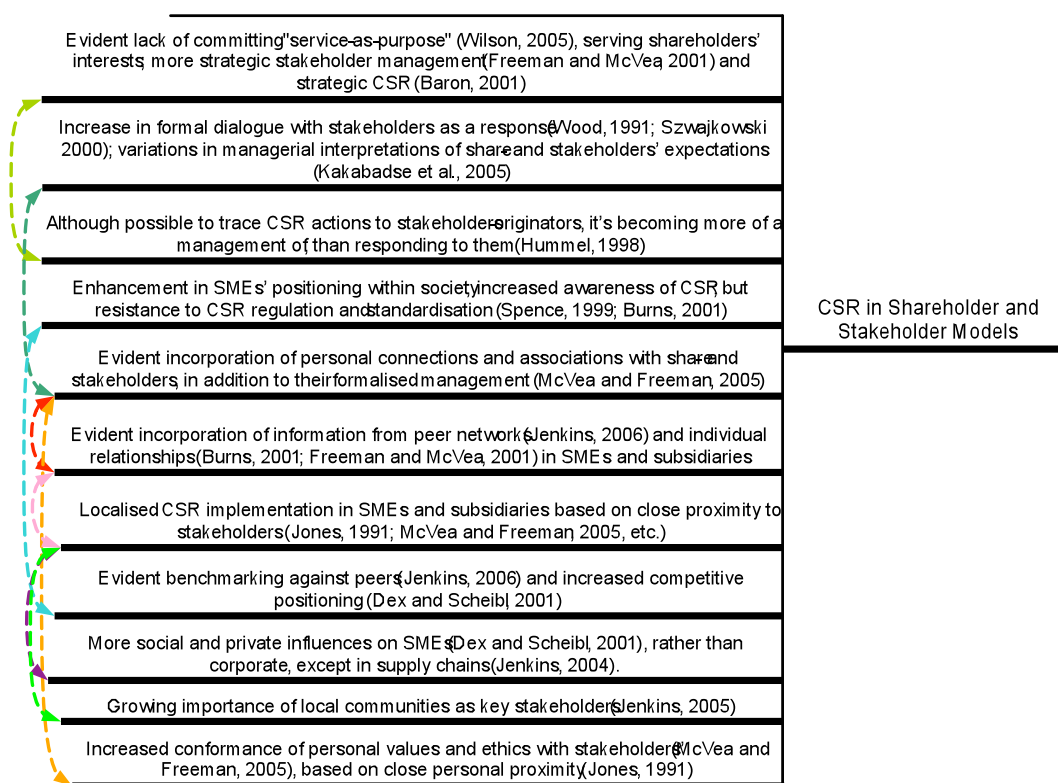 Evident lack of committing "service-as-purpose" (Wilson, 2005), serving shareholders'
interests; more strategic stakeholder management (Freeman and McVea, 2001) and
strategic CSR (Baron, 2001)
Increase in formal dialogue with stakeholders as a response (Wood, 1991; Szwajkowski
2000); variations in managerial interpretations of share- and stakeholders' expectations
(Kakabadse et al., 2005)
Although possible to trace CSR actions to stakeholders-originators, it's becoming more of a
management of, than responding to them (Hummel, 1998)
Enhancement in SMEs' positioning within society; increased awareness of CSR, but
resistance to CSR regulation and standardisation (Spence, 1999; Burns, 2001)
CSR in Shareholder and
Stakeholder Models
Evident incorporation of personal connections and associations with share- and
stakeholders, in addition to their formalised management (McVea and Freeman, 2005)
Evident incorporation of information from peer networks (Jenkins, 2006) and individual
relationships (Burns, 2001; Freeman and McVea, 2001) in SMEs and subsidiaries
Localised CSR implementation in SMEs and subsidiaries based on close proximity to
stakeholders (Jones, 1991; McVea and Freeman, 2005, etc.)
Evident benchmarking against peers (Jenkins, 2006) and increased competitive
positioning (Dex and Scheibl, 2001)
More social and private influences on SMEs (Dex and Scheibl, 2001), rather than
corporate, except in supply chains (Jenkins, 2004).
Growing importance of local communities as key stakeholders (Jenkins, 2005)
Increased conformance of personal values and ethics with stakeholders (McVea and
Freeman, 2005), based on close personal proximity (Jones, 1991)